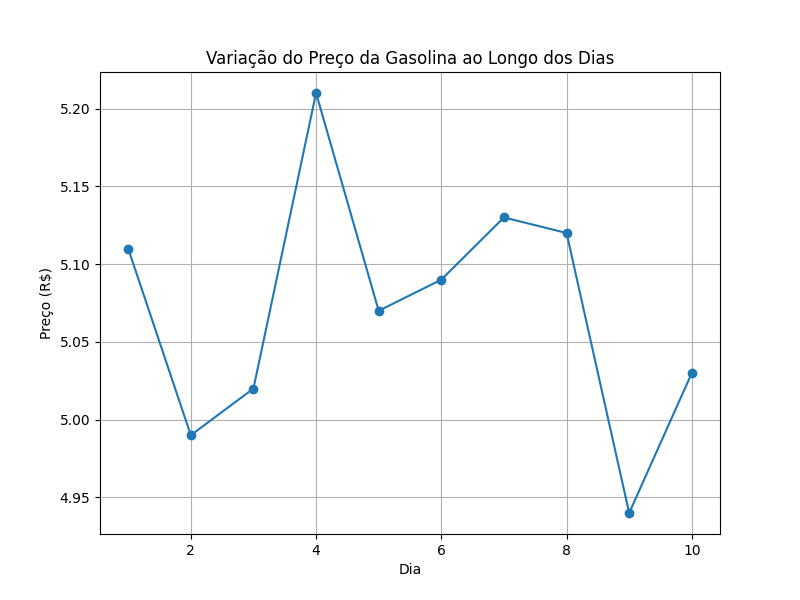 Variação do Preço da Gasolina ao Longo dos Dias
5.20
5.15
5.10
5.05
5.00
4.95
Preço (R$)
2 4 6 8 10
Dia